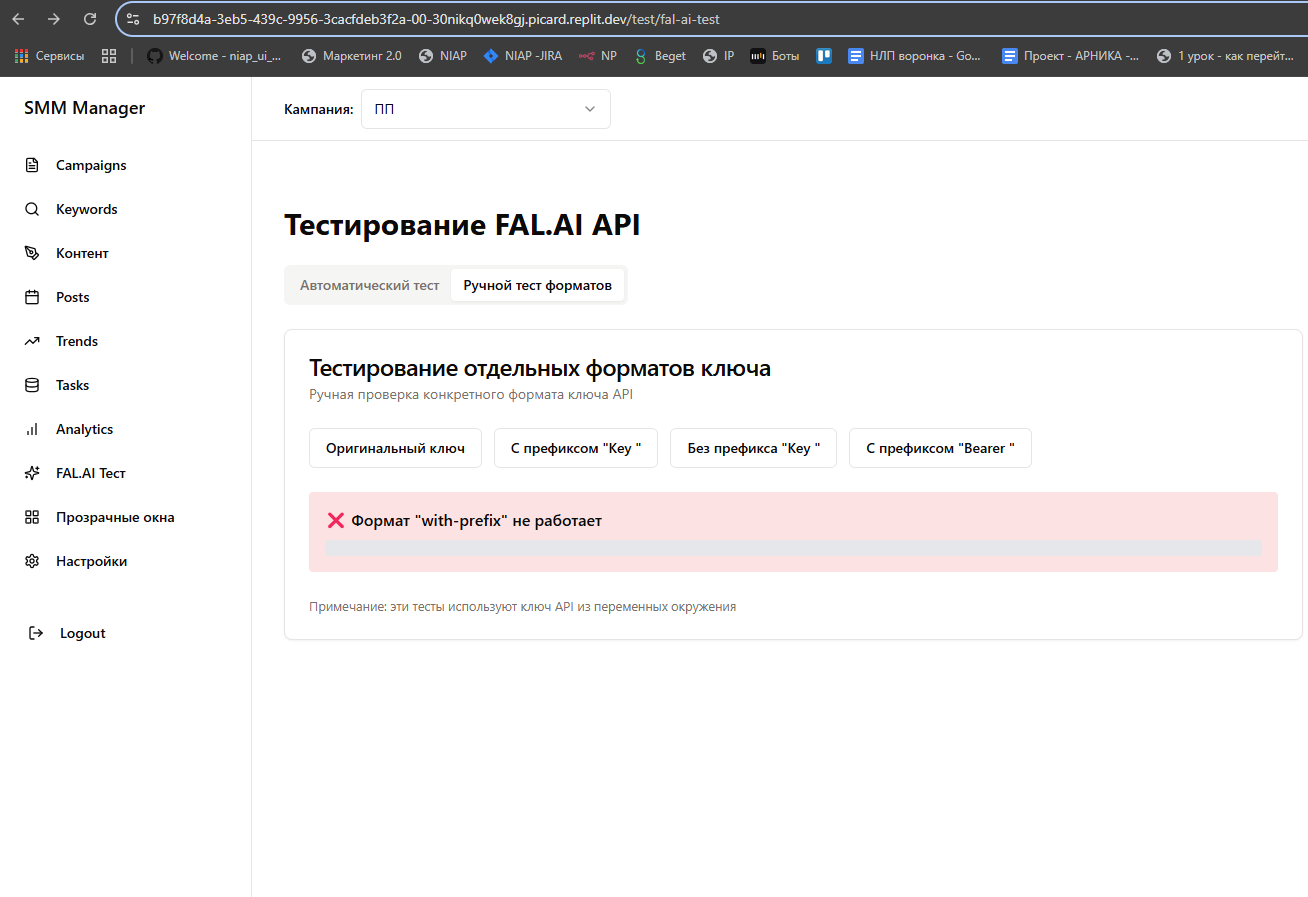 b97f8d4a-3eb5-439c-9956-3cacfdeb3f2a-00-30nikq0wek8gj.picard.replit.dev/test/fal-ai-test
Сервисы Welcome - niap_ui_... Маркетинг 2.0 NIAP NIAP -JIRA NP Beget IP Боты НЛП воронка - Go... Проект - АРНИКА -... 1 урок - как перейт...
SMM Manager
Кампания: ПП
Campaigns
Keywords
Контент
Posts
Trends
Tasks
Analytics
FAL.AI Тест
Прозрачные окна
Настройки
Logout
Тестирование FAL.AI API
Автоматический тест Ручной тест форматов
Тестирование отдельных форматов ключа
Ручная проверка конкретного формата ключа API
Оригинальный ключ С префиксом "Key " Без префикса "Key " С префиксом "Bearer "
❌ Формат "with-prefix" не работает
Примечание: эти тесты используют ключ API из переменных окружения